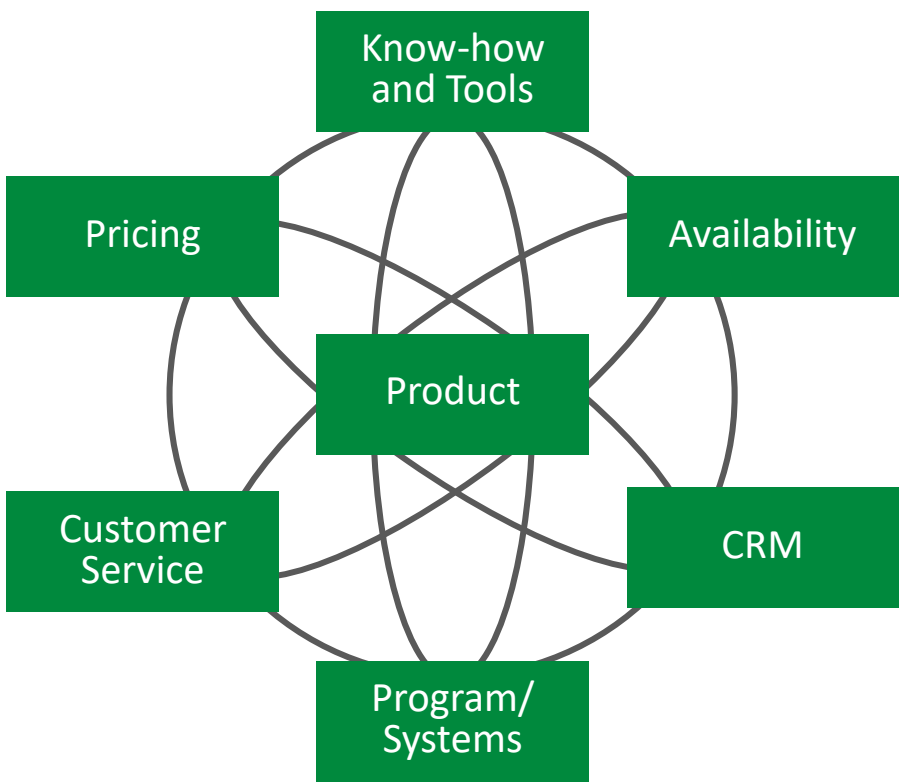 Know-how
and Tools
Pricing
Availability
Product
Customer
Service
CRM
Program/
Systems